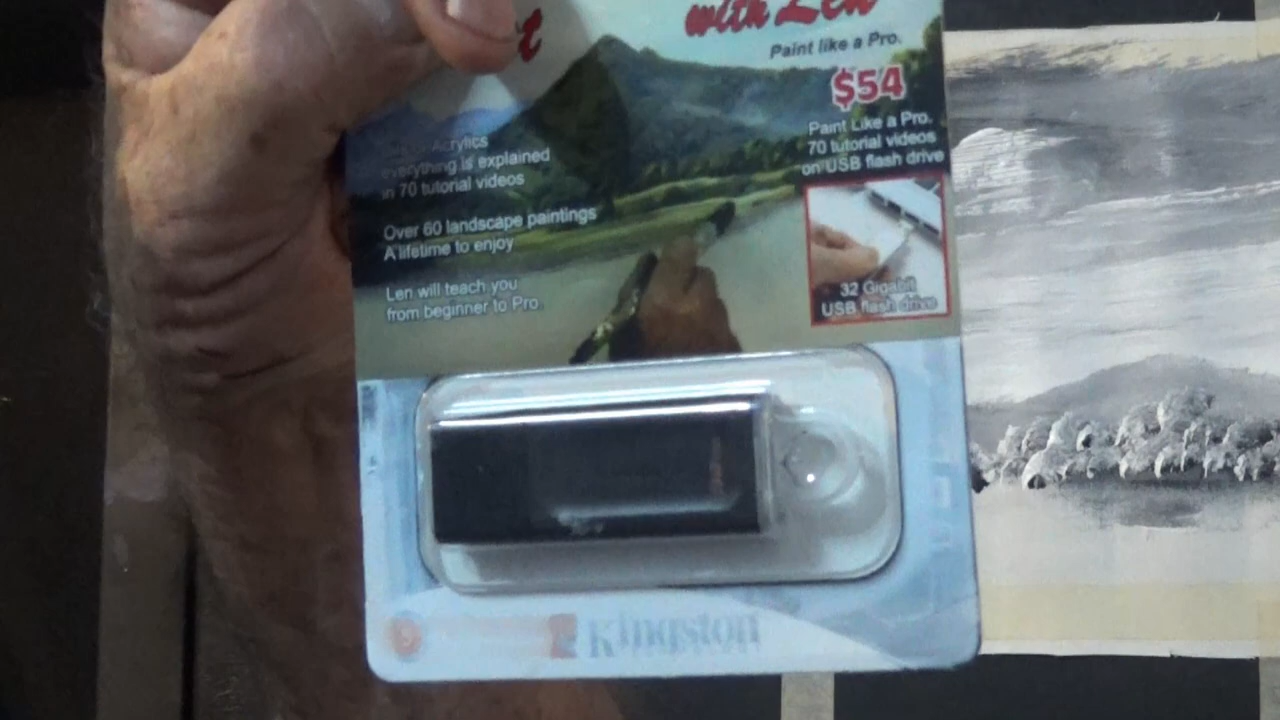 with Len
Paint like a Pro.
$54
Paint Like a Pro.
70 tutorial videos
on USB flash drive
Acrylics
everything is explained
in 70 tutorial videos
Over 60 landscape paintings
A lifetime to enjoy
Len will teach you
from beginner to Pro.
32 Gigabit
USB flash drive
Kingston